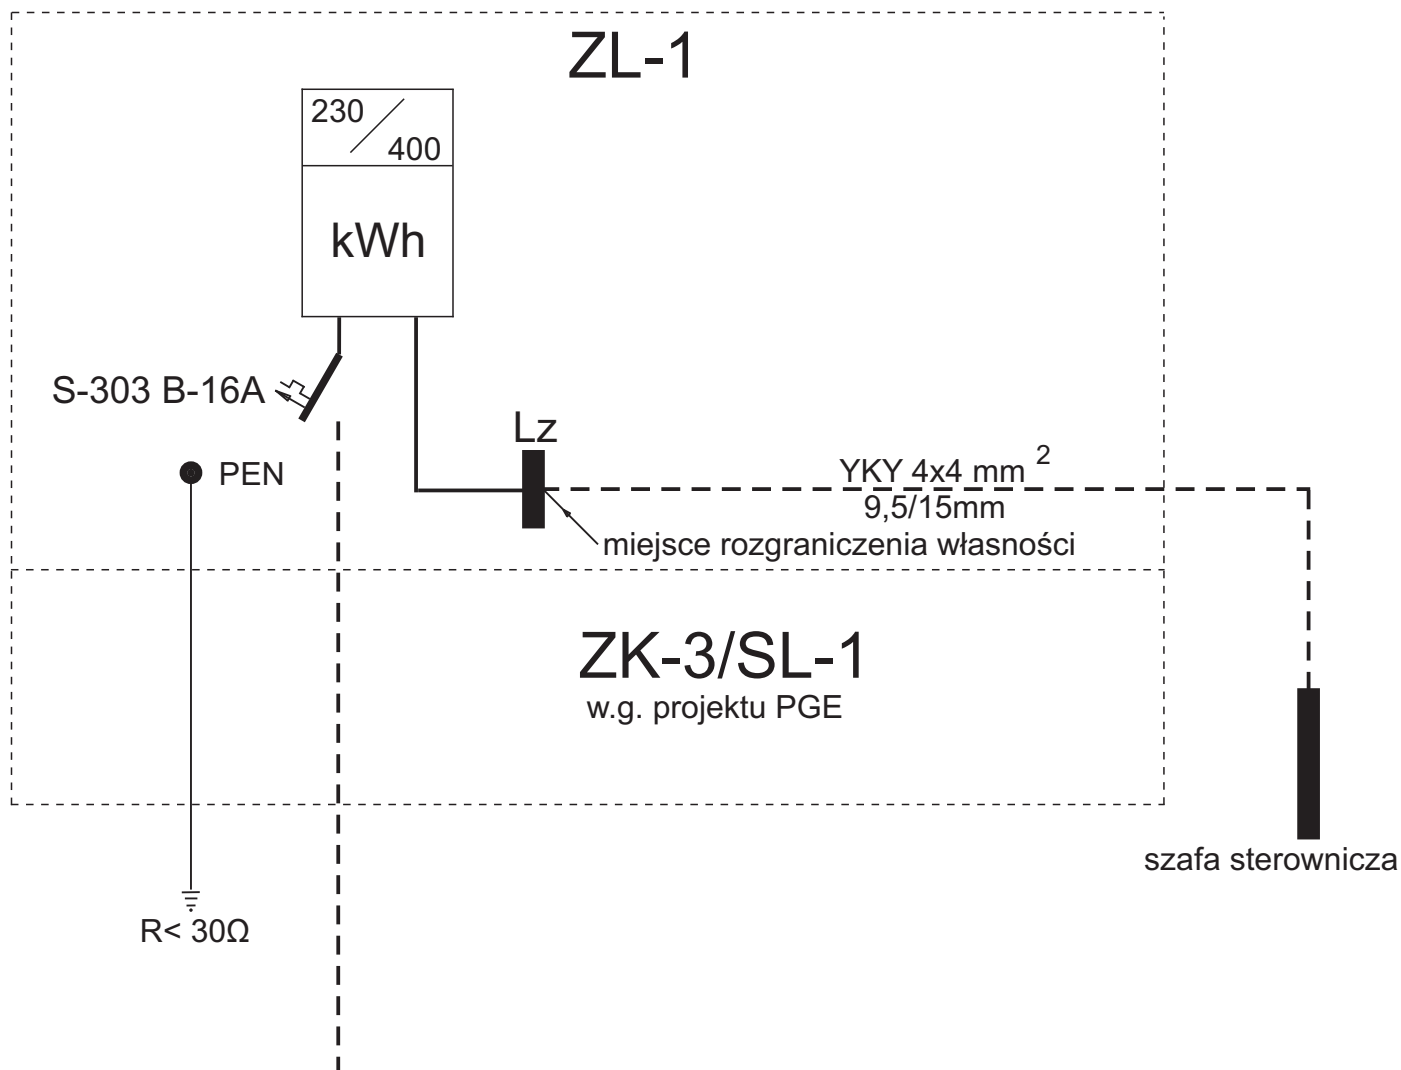 ZL-1
230
400
kWh
S-303 B-16A
Lz
PEN
YKY 4x4 mm 2
9,5/15mm
miejsce rozgraniczenia własności
ZK-3/SL-1
w.g. projektu PGE
szafa sterownicza
R< 30Ω